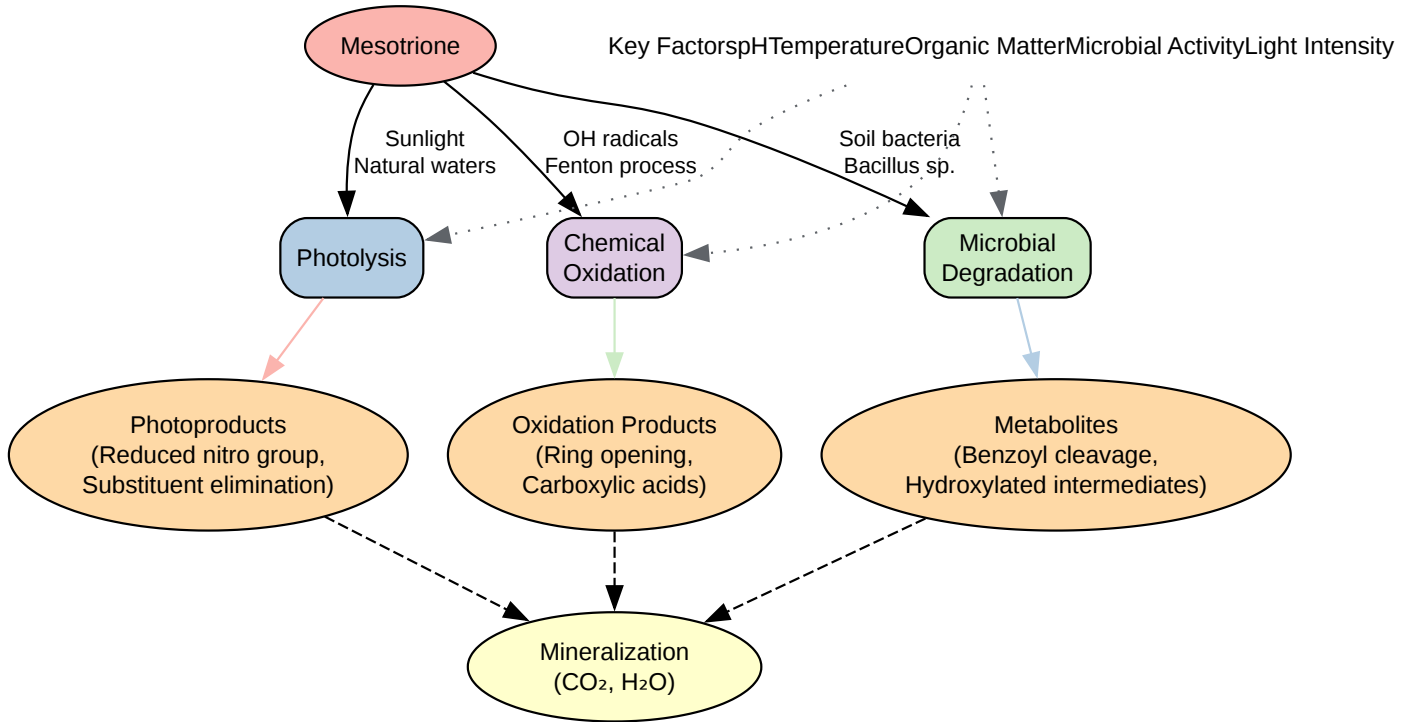 Mesotrione
Key FactorspHTemperatureOrganic MatterMicrobial ActivityLight Intensity
Sunlight
Natural waters
OH radicals
Fenton process
Soil bacteria
Bacillus sp.
Photolysis
Chemical
Oxidation
Microbial
Degradation
Photoproducts
(Reduced nitro group,
Substituent elimination)
Oxidation Products
(Ring opening,
Carboxylic acids)
Metabolites
(Benzoyl cleavage,
Hydroxylated intermediates)
Mineralization
(CO₂, H₂O)